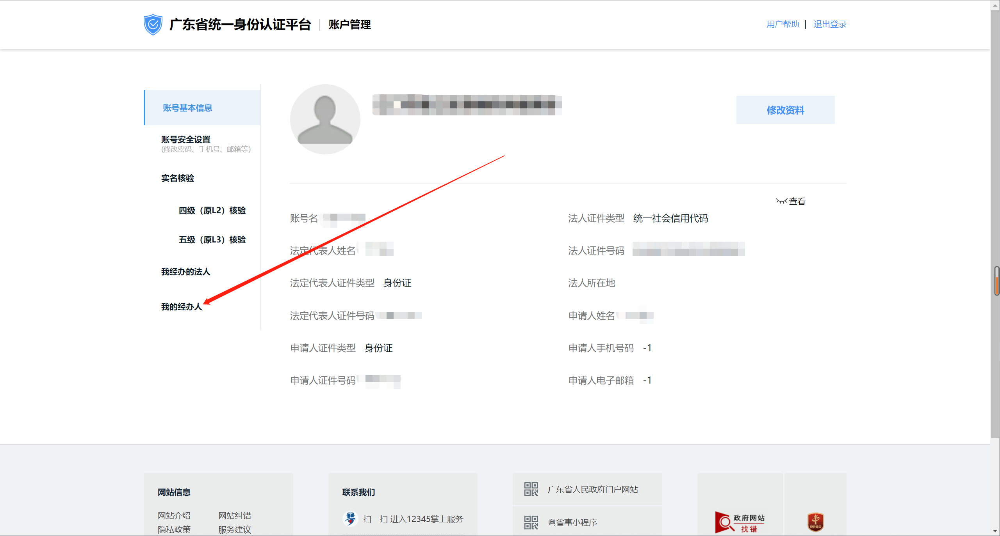 广东省统一身份认证平台 | 账户管理
用户帮助 | 退出登录
账号基本信息
账号安全设置
(修改密码、手机号、邮箱等)
实名核验
四级（原L2）核验
五级（原L3）核验
我经办的法人
我的经办人
修改资料
查看
账号名
法人证件类型 统一社会信用代码
法定代表人姓名
法人证件号码
法定代表人证件类型 身份证
法人所在地
法定代表人证件号码
申请人姓名
申请人证件类型 身份证
申请人手机号码 -1
申请人证件号码
申请人电子邮箱 -1
网站信息
网站介绍 网站纠错
隐私政策 服务建议
联系我们
扫一扫 进入12345掌上服务
广东省人民政府门户网站
粤省事小程序
政府网站
找错
党政机关